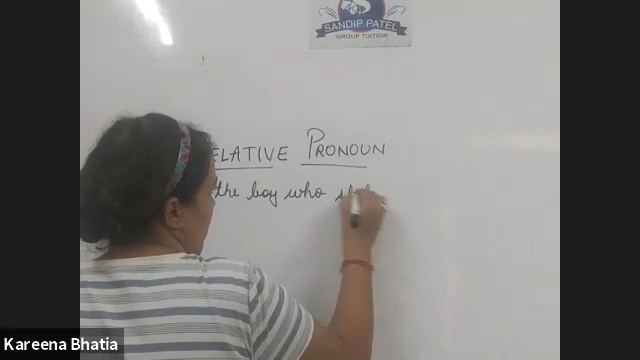 SANDIP PATEL
GROUP TUITION
ELATIVE PRONOUN
the boy who
Kareena Bhatia